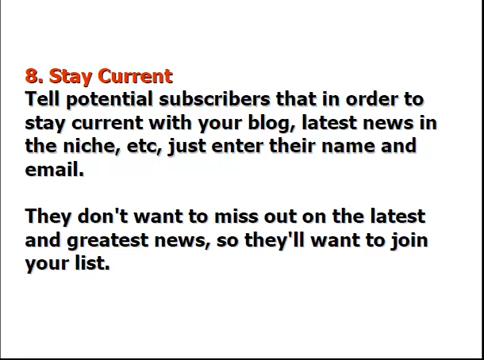 8. Stay Current
Tell potential subscribers that in order to
stay current with your blog, latest news in
the niche, etc, just enter their name and
email.
They don't want to miss out on the latest
and greatest news, so they'll want to join
your list.